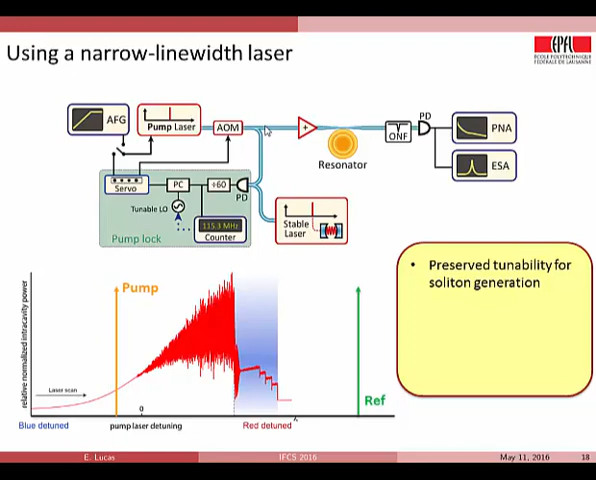 EPFL
ÉCOLE POLYTECHNIQUE
FÉDÉRALE DE LAUSANNE
Using a narrow-linewidth laser
AFG
Pump Laser
AOM
+
Resonator
ONF
PD
PNA
ESA
Servo
PC
÷60
PD
Tunable LO
115.3 MHz
Counter
Pump lock
Stable
Laser
• Preserved tunability for
soliton generation
relative normalized intracavity power
Pump
Laser scan
0
Ref
Blue detuned
pump laser detuning
Red detuned
E. Lucas
IFCS 2016
May 11, 2016
18